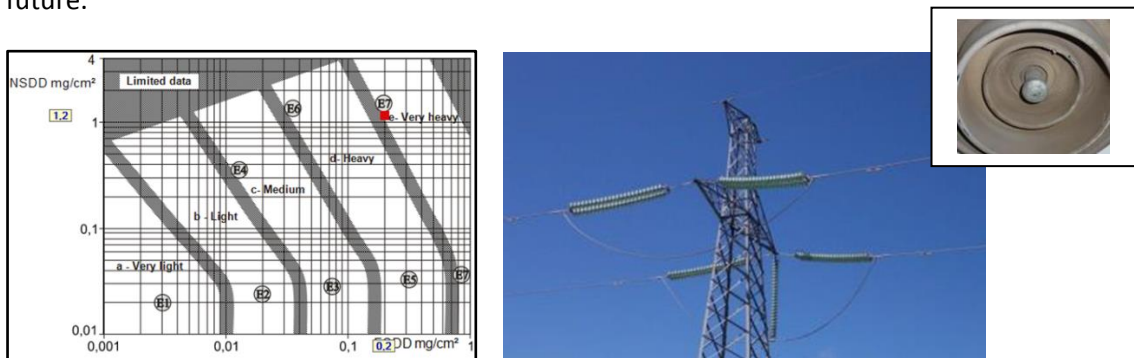 future.
4
NSDD mg/cm²
Limited data
1,2
1
E6
E7
e- Very heavy
d- Heavy
E4
c- Medium
b - Light
0,1
a - Very light
E1
E2
E3
E5
E7
0,01
0,001
0,01
0,1
0,2
DD mg/cm²
1